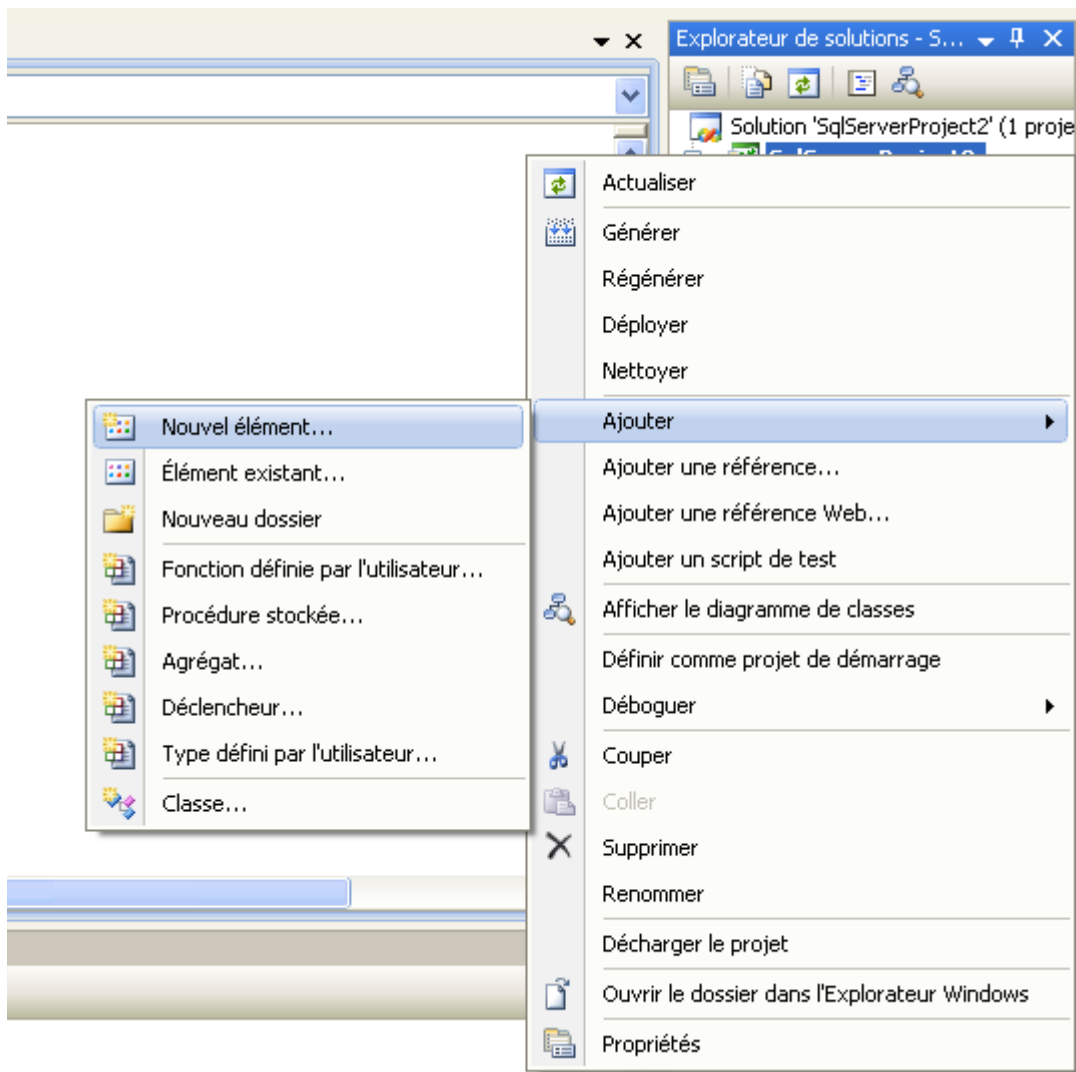 Explorateur de solutions - S...
Solution 'SqlServerProject2' (1 proje
Actualiser
Générer
Régénérer
Déployer
Nettoyer
Ajouter
Ajouter une référence...
Ajouter une référence Web...
Ajouter un script de test
Afficher le diagramme de classes
Définir comme projet de démarrage
Déboguer
Couper
Coller
Supprimer
Renommer
Décharger le projet
Ouvrir le dossier dans l'Explorateur Windows
Propriétés
Nouvel élément...
Élément existant...
Nouveau dossier
Fonction définie par l'utilisateur...
Procédure stockée...
Agrégat...
Déclencheur...
Type défini par l'utilisateur...
Classe...